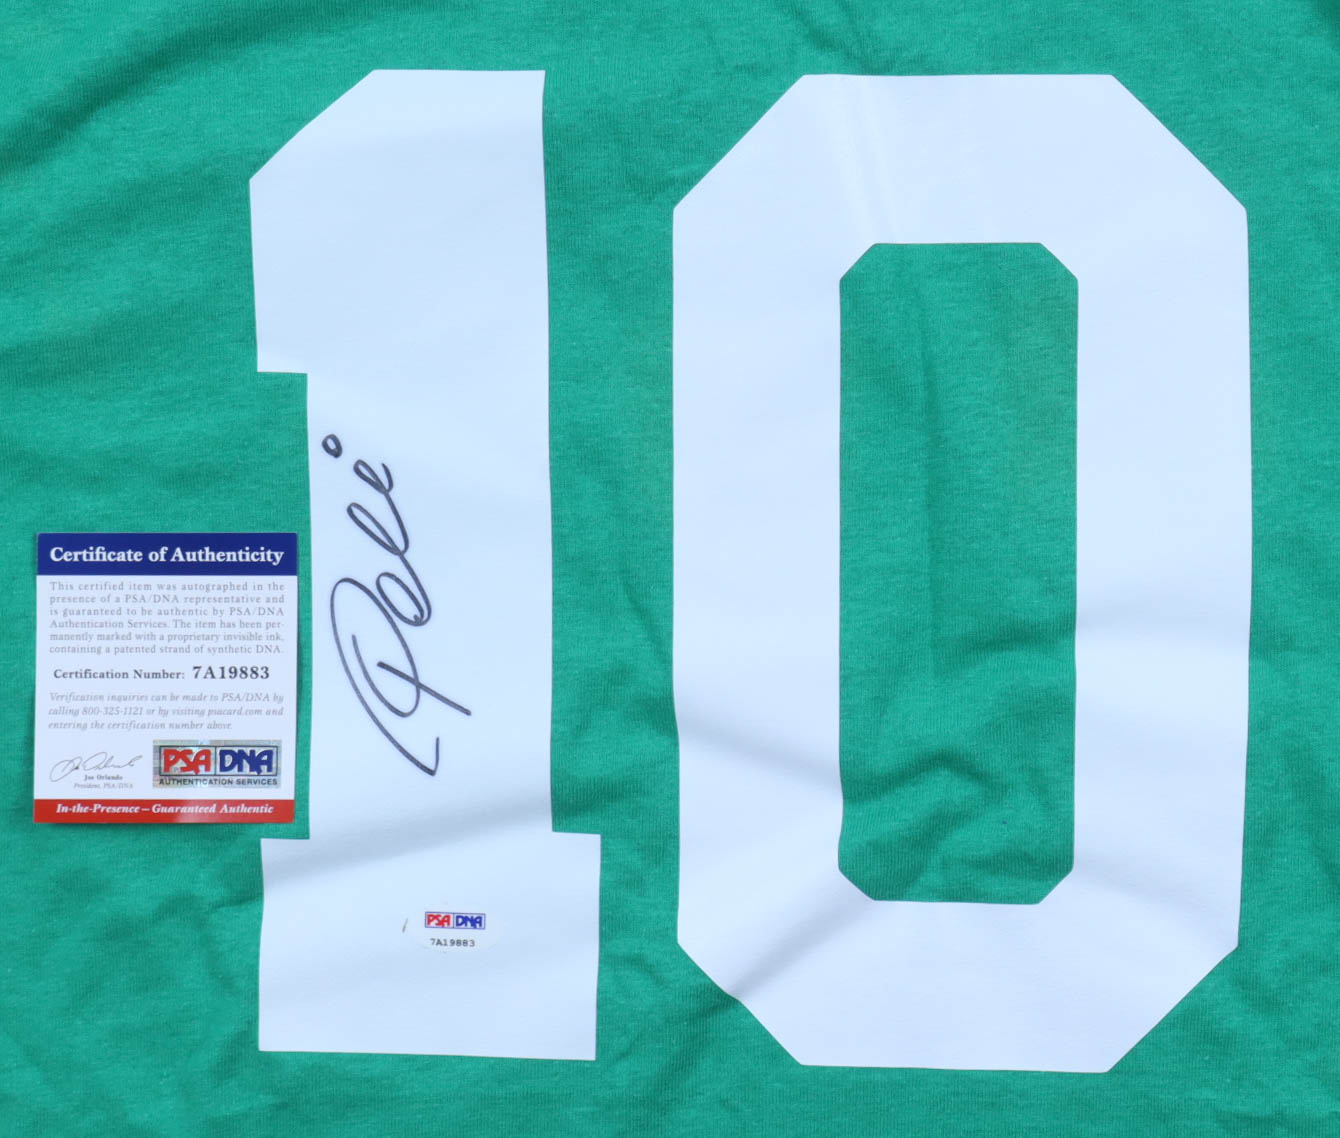 10
Pelé
Certificate of Authenticity
This certified item was autographed in the
presence of a PSA/DNA representative and
is guaranteed to be authentic by PSA/DNA
Authentication Services. The item has been per-
manently marked with a proprietary invisible ink,
containing a patented strand of synthetic DNA.
Certification Number: 7A19883
Verification inquiries can be made to PSA/DNA by
calling 800-325-1121 or by visiting psacard.com and
entering the certification number above.
Joe Orlando
President, PSA/DNA
PSA DNA
AUTHENTICATION SERVICES
In-the-Presence – Guaranteed Authentic
PSA DNA
7A19883